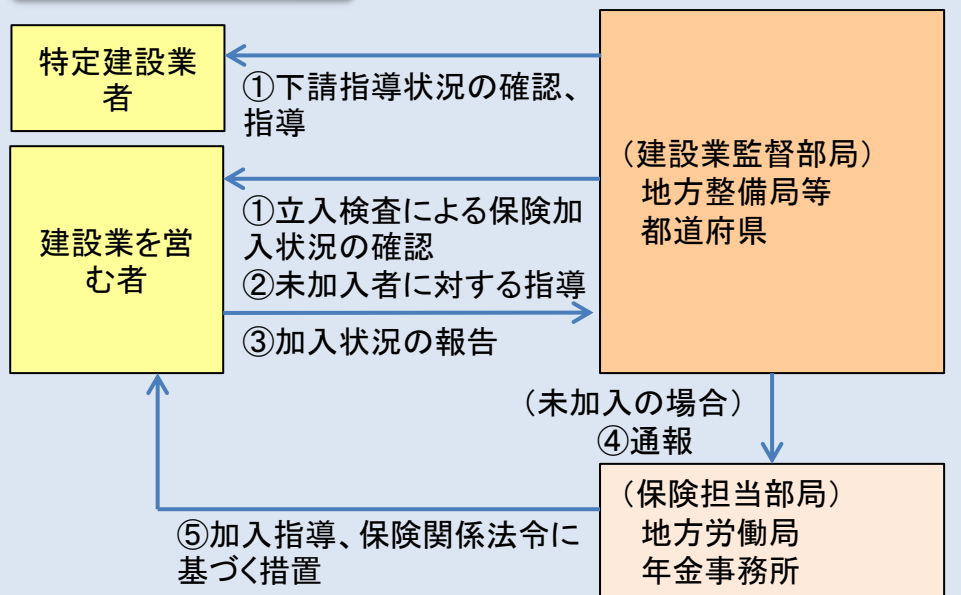 特定建設業
者
①下請指導状況の確認、
指導
(建設業監督部局)
地方整備局等
都道府県
建設業を営
む者
①立入検査による保険加
入状況の確認
②未加入者に対する指導
③加入状況の報告
(未加入の場合)
④通報
(保険担当部局)
地方労働局
年金事務所
⑤加入指導、保険関係法令に
基づく措置